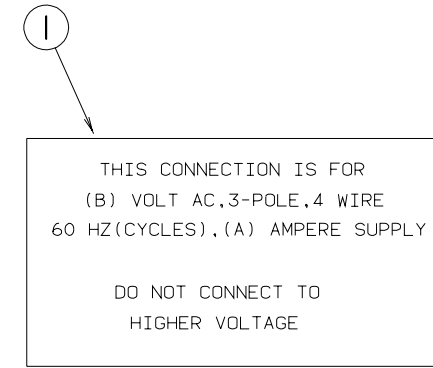 1
THIS CONNECTION IS FOR
(B) VOLT AC,3-POLE,4 WIRE
60 HZ(CYCLES),(A) AMPERE SUPPLY
DO NOT CONNECT TO
HIGHER VOLTAGE